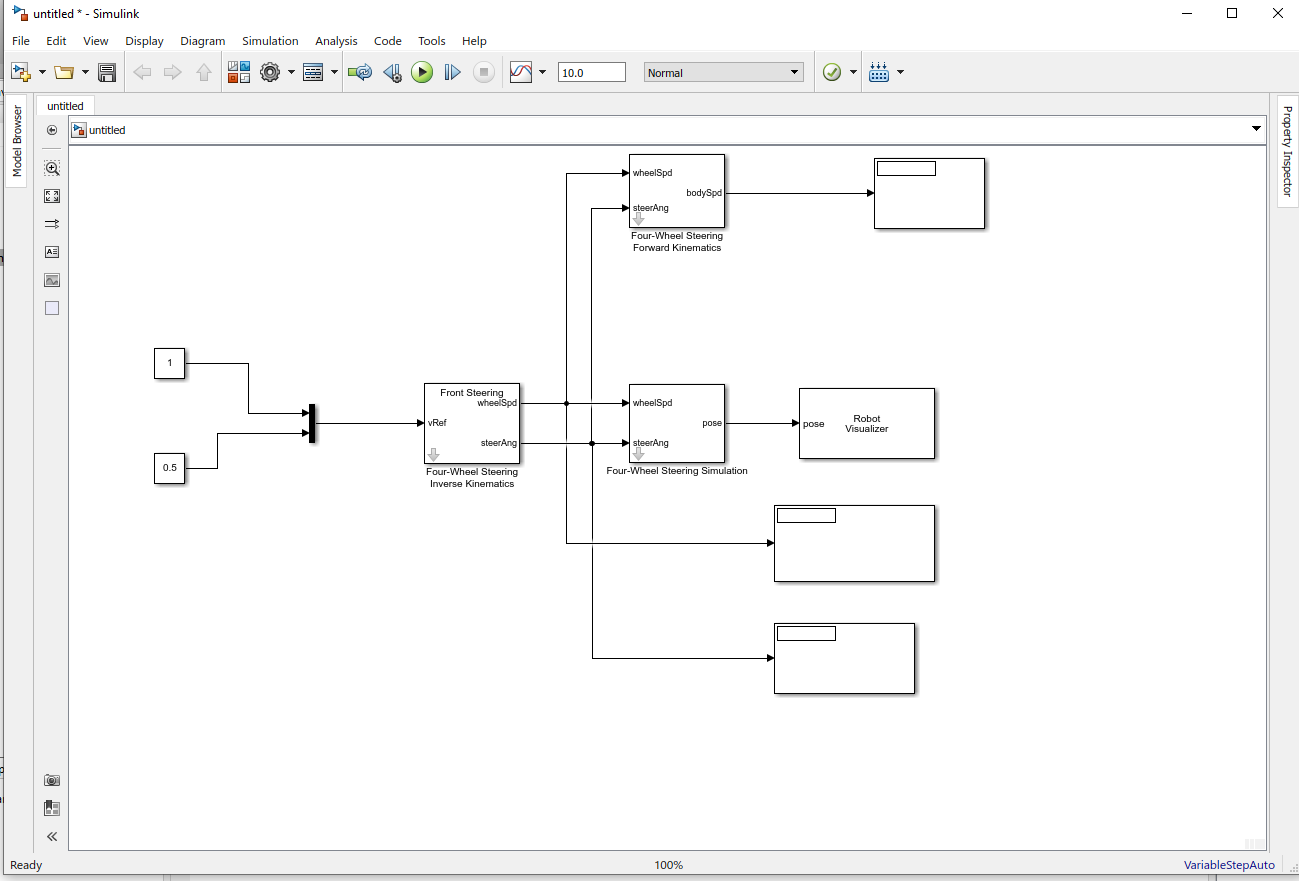 untitled * - Simulink
File Edit View Display Diagram Simulation Analysis Code Tools Help
10.0 Normal
Model Browser
untitled
untitled
Property Inspector
wheelSpd
bodySpd
steerAng
Four-Wheel Steering
Forward Kinematics
1
Front Steering
wheelSpd
vRef
steerAng
Four-Wheel Steering
Inverse Kinematics
wheelSpd
pose
steerAng
Four-Wheel Steering Simulation
pose
Robot
Visualizer
0.5
Ready 100% VariableStepAuto